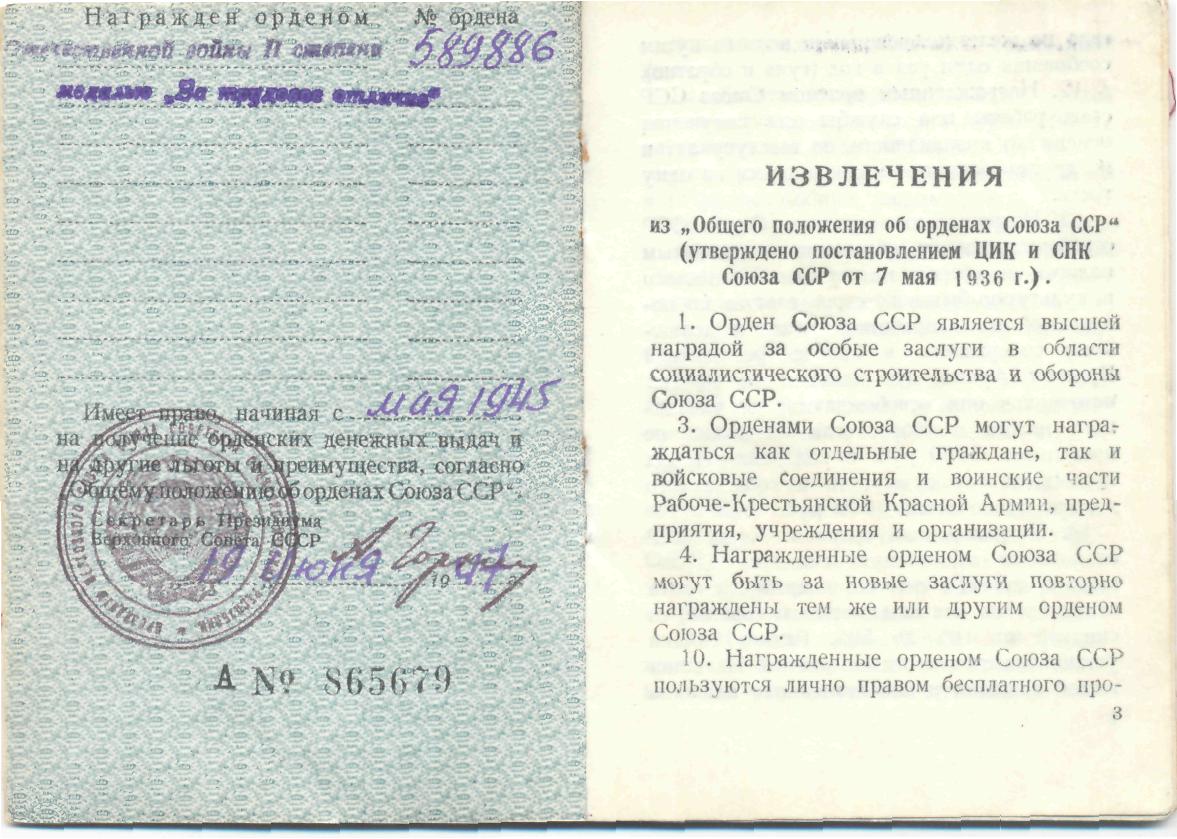 Награжден орденом № ордена
Отечественной войны II степени 589886
медалью „За трудовое отличие"
Имеет право, начиная с мая 1945
на получение орденских денежных выдач и
на другие льготы и преимущества, согласно
„Общему положению об орденах Союза ССР".
Секретарь Президиума
Верховного Совета СССР
19 июня 1947 г.
А № 865679
ИЗВЛЕЧЕНИЯ
из „Общего положения об орденах Союза ССР“
(утверждено постановлением ЦИК и СНК
Союза ССР от 7 мая 1936 г.).
1. Орден Союза ССР является высшей
наградой за особые заслуги в области
социалистического строительства и обороны
Союза ССР.
3. Орденами Союза ССР могут награ-
ждаться как отдельные граждане, так и
войсковые соединения и воинские части
Рабоче-Крестьянской Красной Армии, пред-
приятия, учреждения и организации.
4. Награжденные орденом Союза ССР
могут быть за новые заслуги повторно
награждены тем же или другим орденом
Союза ССР.
10. Награжденные орденом Союза ССР
пользуются лично правом бесплатного про-
3